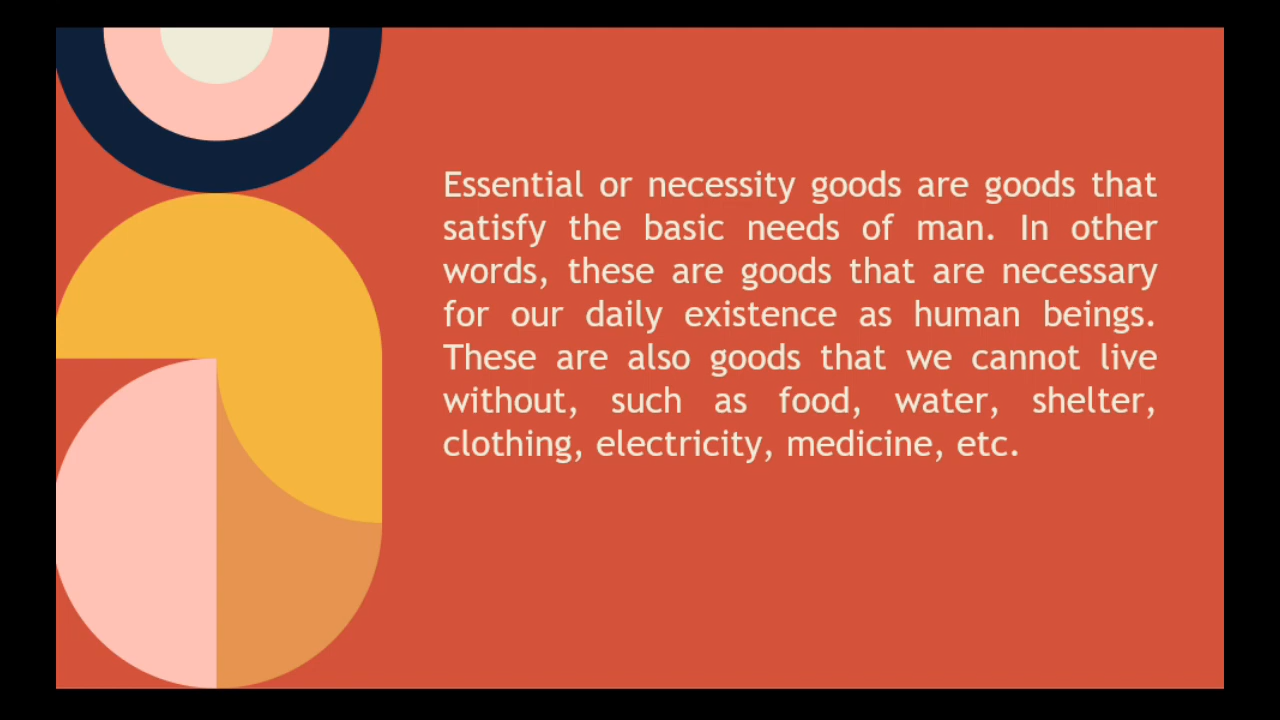 Essential or necessity goods are goods that
satisfy the basic needs of man. In other
words, these are goods that are necessary
for our daily existence as human beings.
These are also goods that we cannot live
without, such as food, water, shelter,
clothing, electricity, medicine, etc.